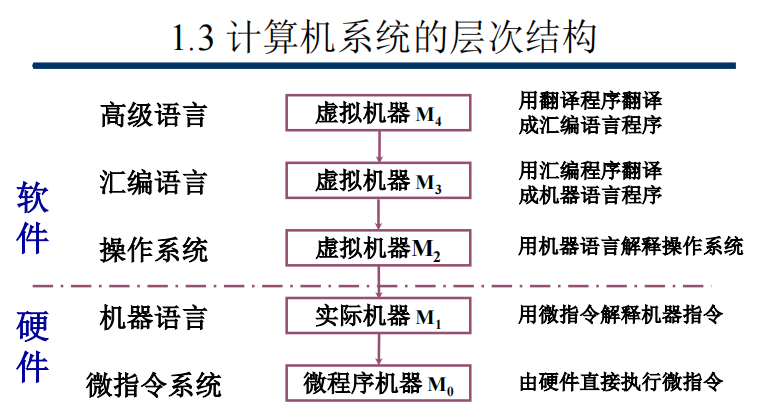 1.3 计算机系统的层次结构
高级语言
虚拟机器 M4
用翻译程序翻译
成汇编语言程序
软件
汇编语言
虚拟机器 M3
用汇编程序翻译
成机器语言程序
操作系统
虚拟机器M2
用机器语言解释操作系统
硬件
机器语言
实际机器 M1
用微指令解释机器指令
微指令系统
微程序机器 M0
由硬件直接执行微指令